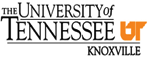 THE UNIVERSITY of
TENNESSEE UT
KNOXVILLE